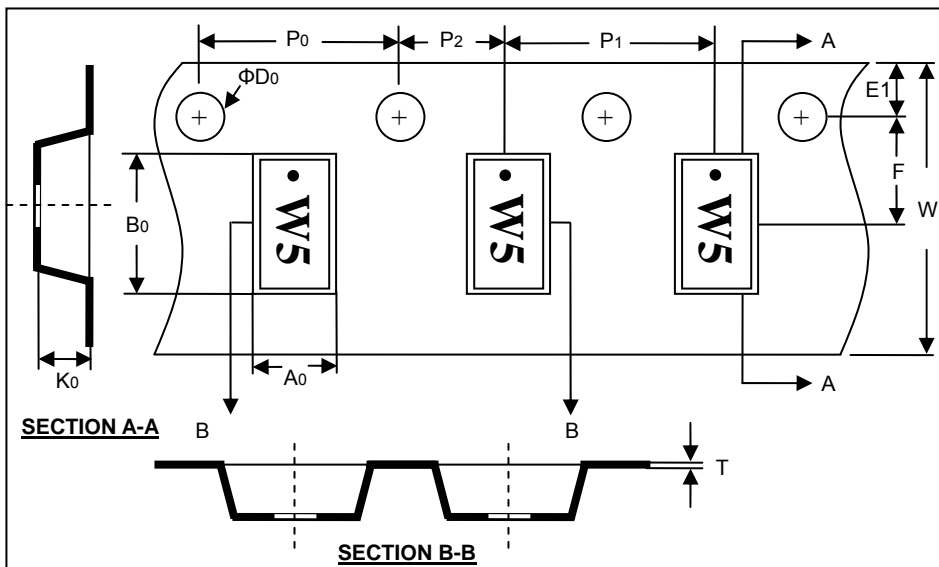 P0
P2
P1
A
ΦD0
E1
F
W
B0
W5
W5
W5
K0
A0
A
SECTION A-A
B
B
T
SECTION B-B